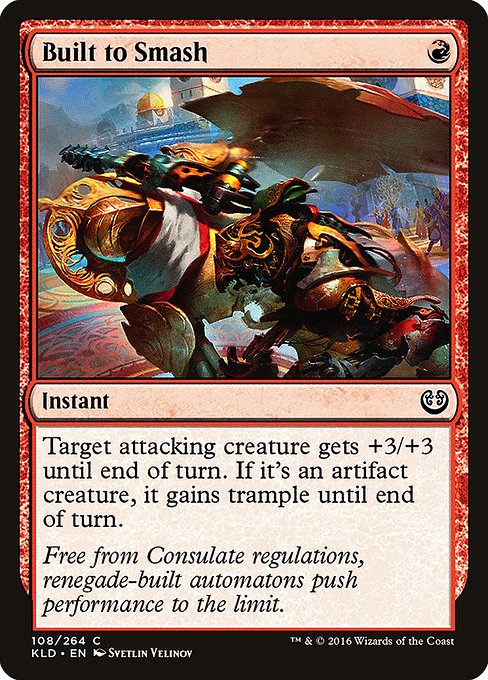 Built to Smash
Instant
Target attacking creature gets +3/+3
until end of turn. If it's an artifact
creature, it gains trample until end
of turn.
Free from Consulate regulations,
renegade-built automatons push
performance to the limit.
108/264 C
KLD • EN Svetlin Velinov
™ & © 2016 Wizards of the Coast